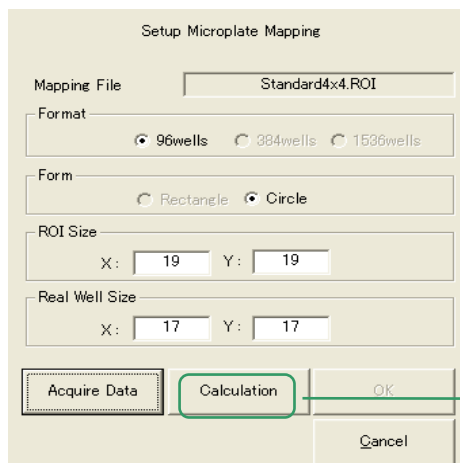 Setup Microplate Mapping
Mapping File Standard4x4.ROI
Format
96wells 384wells 1536wells
Form
Rectangle Circle
ROI Size
X: 19 Y: 19
Real Well Size
X: 17 Y: 17
Acquire Data Calculation OK
Cancel